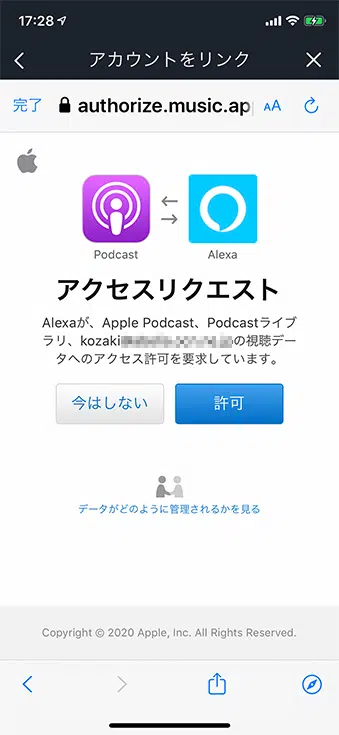 17:28
アカウントをリンク
完了 authorize.music.ap ぁA
Podcast
Alexa
アクセスリクエスト
Alexaが、Apple Podcast、Podcastライブ
ラリ、kozaki の視聴デー
タへのアクセス許可を要求しています。
今はしない
許可
データがどのように管理されるかを見る
Copyright © 2020 Apple, Inc. All Rights Reserved.